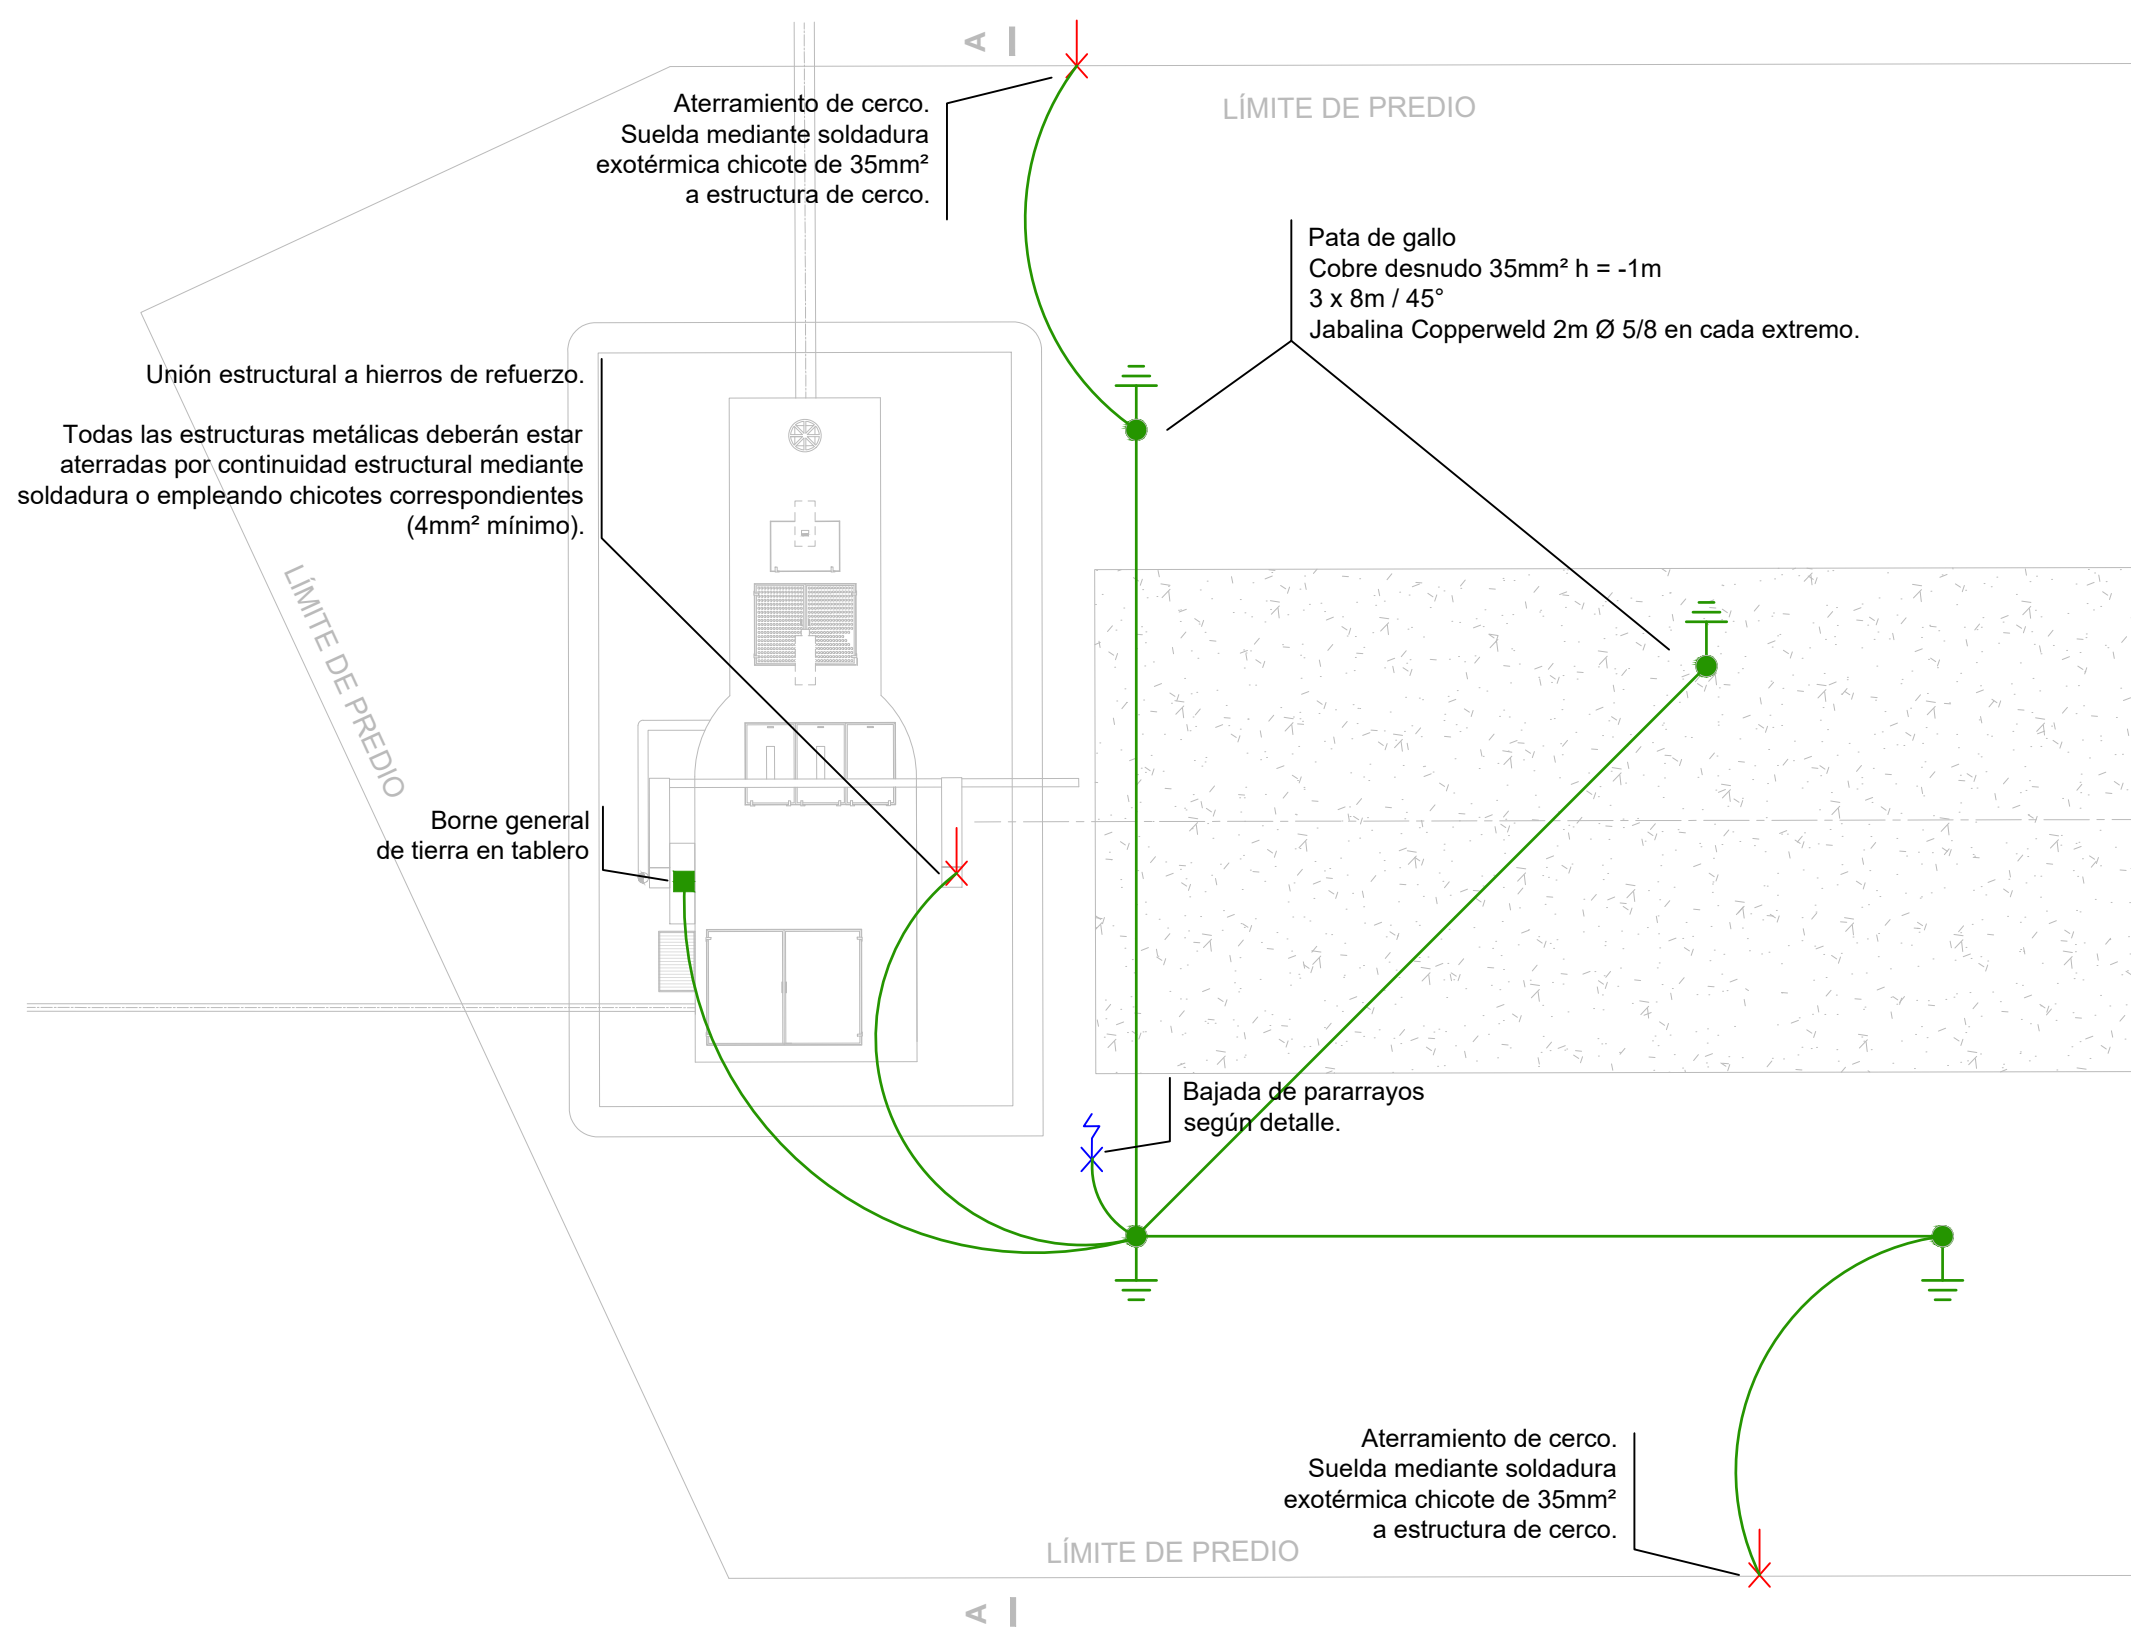 A
Aterramiento de cerco.
Suelda mediante soldadura
exotérmica chicote de 35mm²
a estructura de cerco.
LÍMITE DE PREDIO
Pata de gallo
Cobre desnudo 35mm² h = -1m
3 x 8m / 45°
Jabalina Copperweld 2m Ø 5/8 en cada extremo.
Unión estructural a hierros de refuerzo.
Todas las estructuras metálicas deberán estar
aterradas por continuidad estructural mediante
soldadura o empleando chicotes correspondientes
(4mm² mínimo).
LÍMITE DE PREDIO
Borne general
de tierra en tablero
Bajada de pararrayos
según detalle.
Aterramiento de cerco.
Suelda mediante soldadura
exotérmica chicote de 35mm²
a estructura de cerco.
LÍMITE DE PREDIO
A